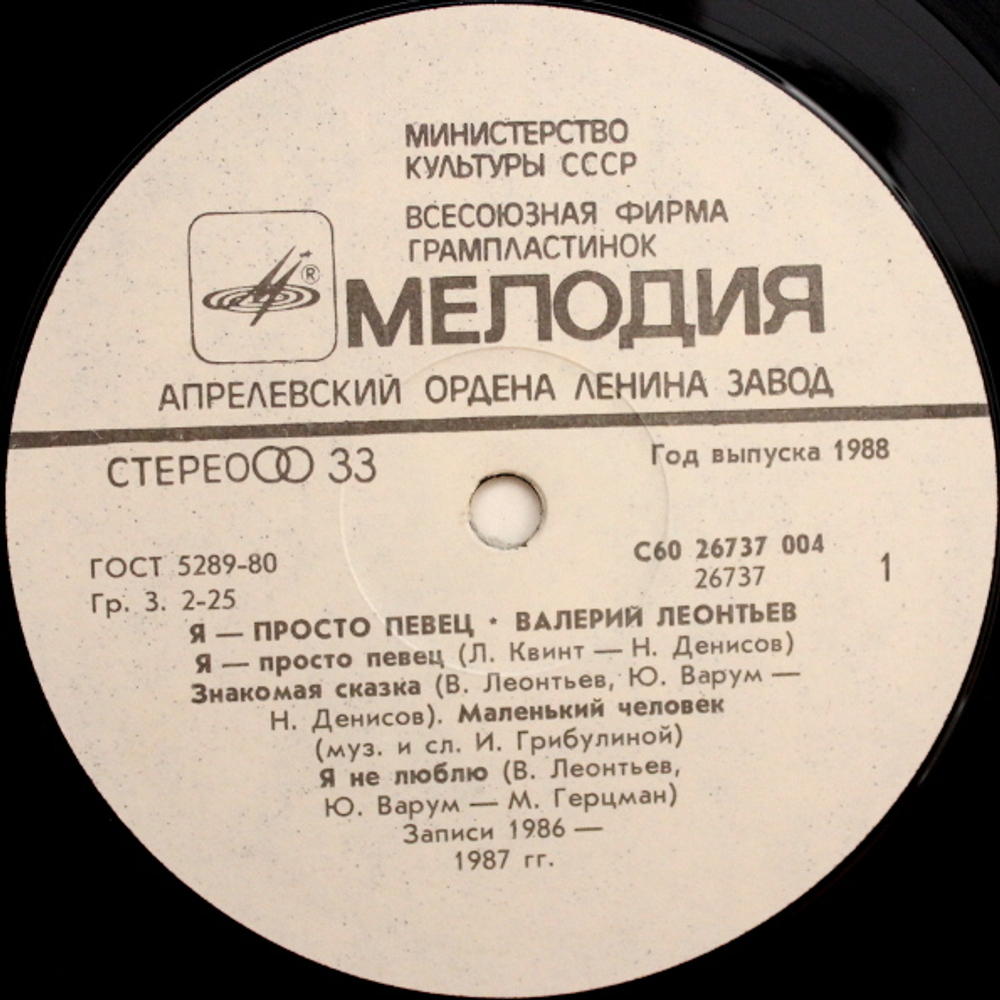 МИНИСТЕРСТВО
КУЛЬТУРЫ СССР
ВСЕСОЮЗНАЯ ФИРМА
ГРАМПЛАСТИНОК
®
МЕЛОДИЯ
АПРЕЛЕВСКИЙ ОРДЕНА ЛЕНИНА ЗАВОД
СТЕРЕО 33
Год выпуска 1988
ГОСТ 5289-80
Гр. 3. 2-25
С60 26737 004
26737
1
Я — ПРОСТО ПЕВЕЦ · ВАЛЕРИЙ ЛЕОНТЬЕВ
Я — просто певец (Л. Квинт — Н. Денисов)
Знакомая сказка (В. Леонтьев, Ю. Варум —
Н. Денисов). Маленький человек
(муз. и сл. И. Грибулиной)
Я не люблю (В. Леонтьев,
Ю. Варум — М. Герцман)
Записи 1986 —
1987 гг.